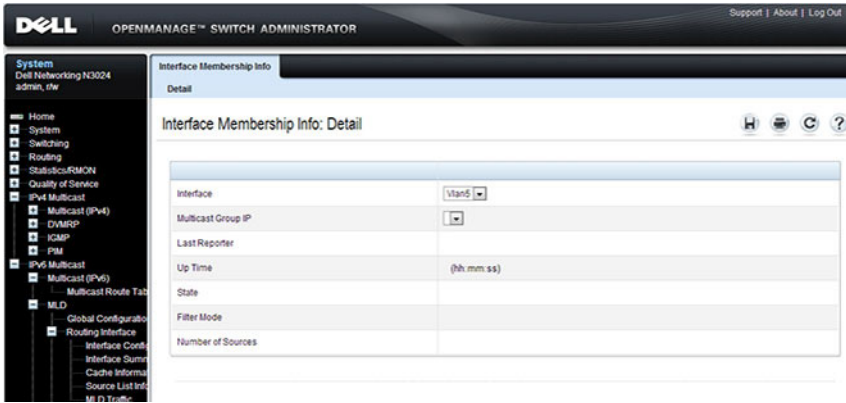 Support | About | Log Out
DELL
OPENMANAGE™ SWITCH ADMINISTRATOR
System
Dell Networking N3024
admin, r/w
Home
System
Switching
Routing
Statistics/RMON
Quality of Service
IPv4 Multicast
Multicast (IPv4)
DVMRP
IGMP
PIM
IPv6 Multicast
Multicast (IPv6)
Multicast Route Tab
MLD
Global Configuratio
Routing Interface
Interface Config
Interface Summ
Cache Informa
Source List Info
MLD Traffic
Interface Membership Info
Detail
Interface Membership Info: Detail
Interface
Vlan5
Multicast Group IP
Last Reporter
Up Time
(hh:mm:ss)
State
Filter Mode
Number of Sources